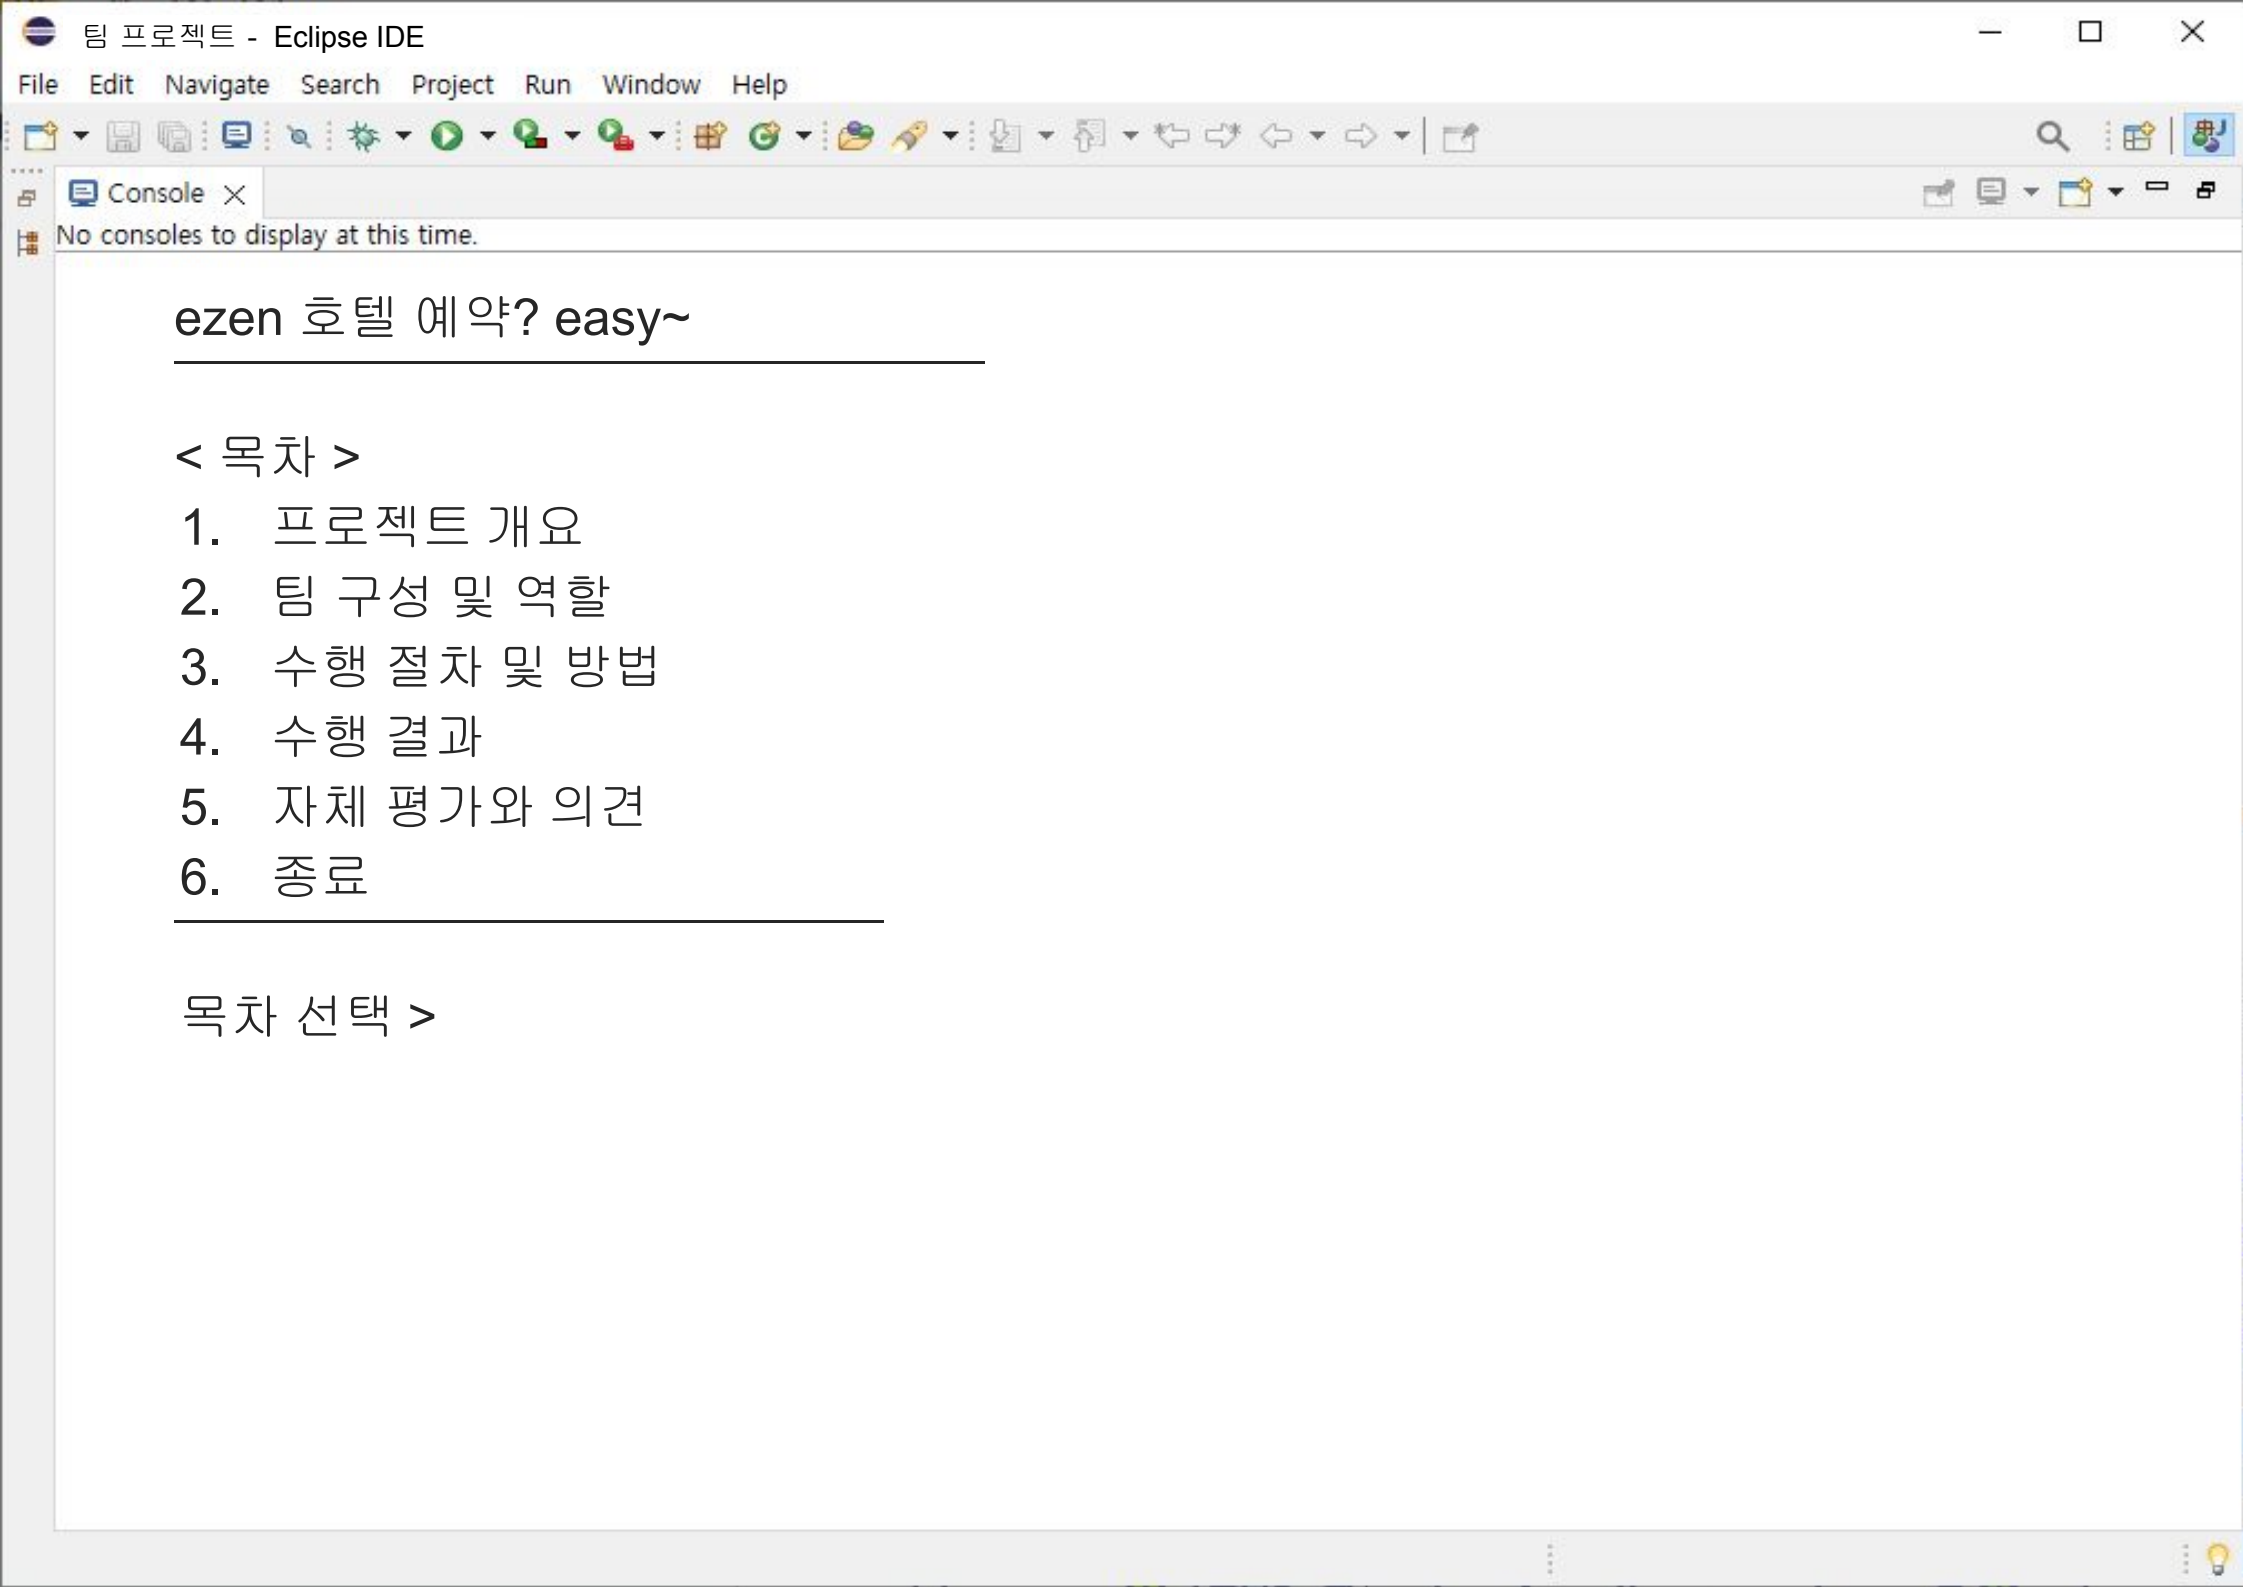 팀 프로젝트 - Eclipse IDE
File Edit Navigate Search Project Run Window Help
Console
No consoles to display at this time.
ezen 호텔 예약? easy~
< 목차 >
1. 프로젝트 개요
2. 팀 구성 및 역할
3. 수행 절차 및 방법
4. 수행 결과
5. 자체 평가와 의견
6. 종료
목차 선택 >